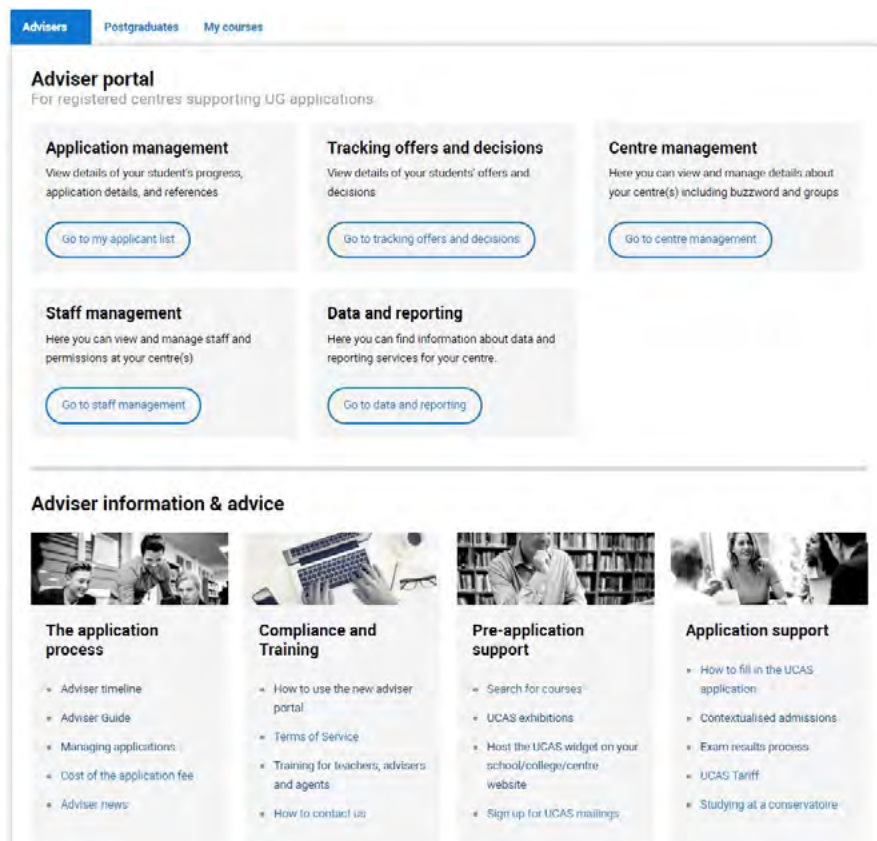 Advisers Postgraduates My courses
Adviser portal
For registered centres supporting UG applications
Application management
View details of your student's progress,
application details, and references
Go to my applicant list
Tracking offers and decisions
View details of your students' offers and
decisions
Go to tracking offers and decisions
Centre management
Here you can view and manage details about
your centre(s) including buzzword and groups
Go to centre management
Staff management
Here you can view and manage staff and
permissions at your centre(s)
Go to staff management
Data and reporting
Here you can find information about data and
reporting services for your centre.
Go to data and reporting
Adviser information & advice
The application
process
Adviser timeline
Adviser Guide
Managing applications
Cost of the application fee
Adviser news
Compliance and
Training
How to use the new adviser
portal
Terms of Service
Training for teachers, advisers
and agents
How to contact us
Pre-application
support
Search for courses
UCAS exhibitions
Host the UCAS widget on your
school/college/centre
website
Sign up for UCAS mailings
Application support
How to fill in the UCAS
application
Contextualised admissions
Exam results process
UCAS Tariff
Studying at a conservatoire